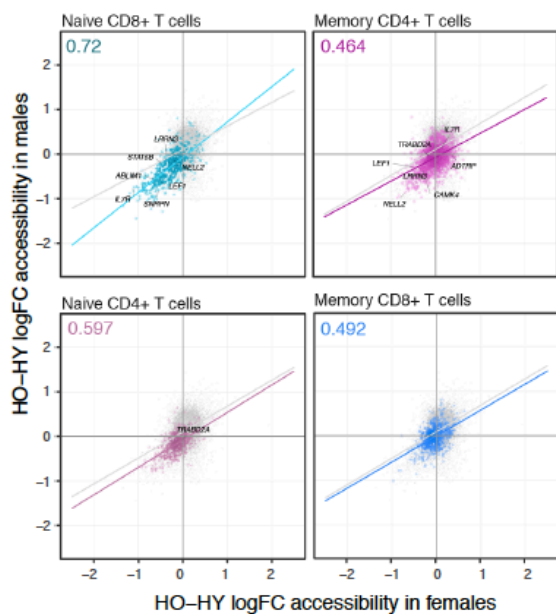 Naive CD8+ T cells
Memory CD4+ T cells
0.72
0.464
2
1
0
−1
−2
LRRN3
STAT5B
NELL2
ABLIM1
LEF1
IL7R
SNRPN
IL7R
TRABD2A
LEF1
ADTRP
LRRN3
CAMK4
NELL2
HO−HY logFC accessibility in males
Naive CD4+ T cells
Memory CD8+ T cells
0.597
0.492
2
1
0
−1
−2
TRABD2A
−2 −1 0 1 2
−2 −1 0 1 2
HO−HY logFC accessibility in females